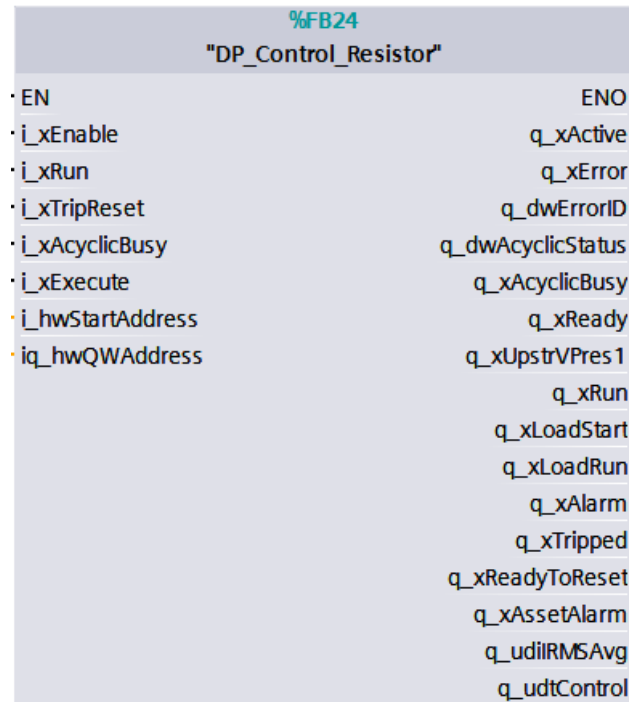 %FB24
"DP_Control_Resistor"
EN ENO
i_xEnable q_xActive
i_xRun q_xError
i_xTripReset q_dwErrorID
i_xAcyclicBusy q_dwAcyclicStatus
i_xExecute q_xAcyclicBusy
i_hwStartAddress q_xReady
iq_hwQWAddress q_xUpstrVPres1
q_xRun
q_xLoadStart
q_xLoadRun
q_xAlarm
q_xTripped
q_xReadyToReset
q_xAssetAlarm
q_udiIRMSAvg
q_udtControl